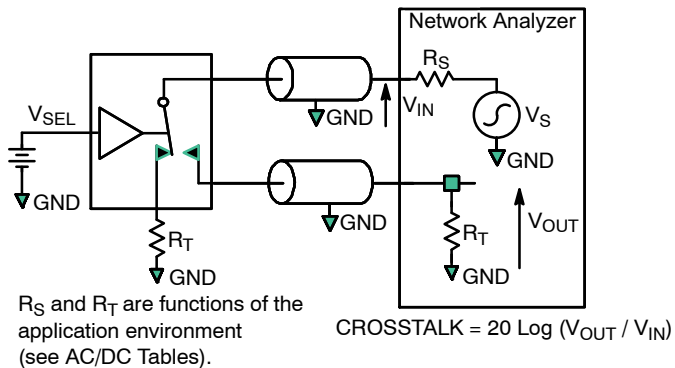 Network Analyzer
RS
VSEL
GND
VIN
VS
GND
GND
GND
RT
RT
VOUT
GND
GND
RS and RT are functions of the
application environment
(see AC/DC Tables).
CROSSTALK = 20 Log (VOUT / VIN)